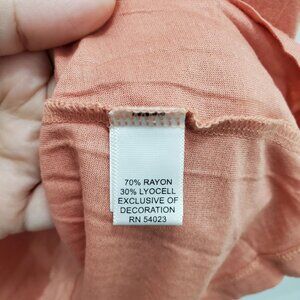 70% RAYON
30% LYOCELL
EXCLUSIVE OF
DECORATION
RN 54023